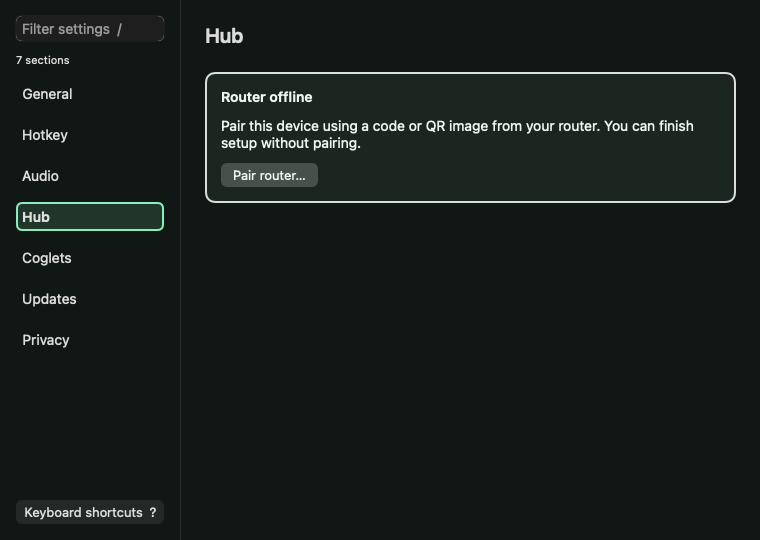 Filter settings /
7 sections
General
Hotkey
Audio
Hub
Coglets
Updates
Privacy
Keyboard shortcuts ?
Hub
Router offline
Pair this device using a code or QR image from your router. You can finish
setup without pairing.
Pair router...